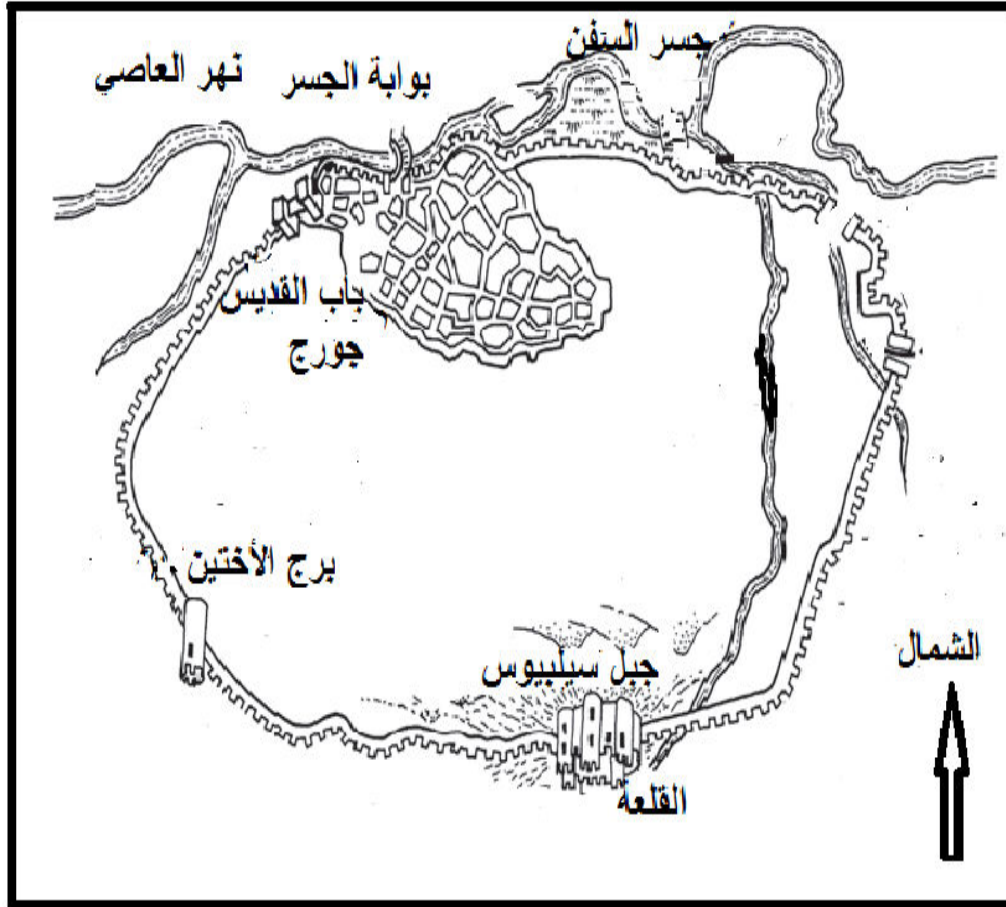 جسر السفن
بوابة الجسر
نهر العاصي
باب القديس
جورج
برج الأختين
جبل سيلبيوس
الشمال
القلعة